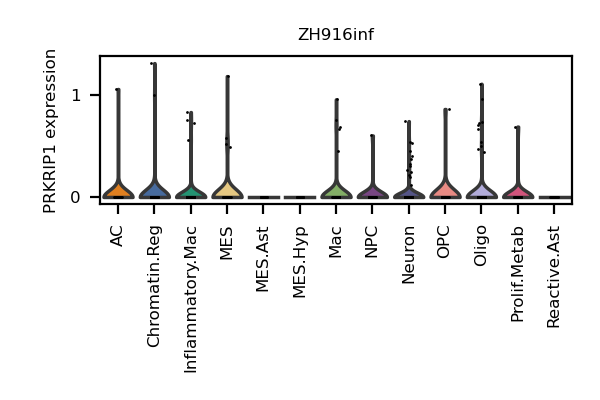 ZH916inf
PRKRIP1 expression
1
0
AC
Chromatin.Reg
Inflammatory.Mac
MES
MES.Ast
MES.Hyp
Mac
NPC
Neuron
OPC
Oligo
Prolif.Metab
Reactive.Ast